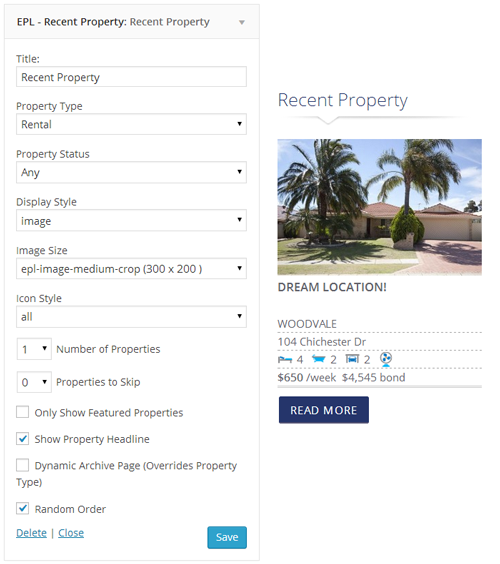 EPL - Recent Property: Recent Property
Title:
Recent Property
Property Type
Rental
Property Status
Any
Display Style
image
Image Size
epl-image-medium-crop (300 x 200 )
Icon Style
all
1 Number of Properties
0 Properties to Skip
Only Show Featured Properties
Show Property Headline
Dynamic Archive Page (Overrides Property
Type)
Random Order
Delete | Close
Save
Recent Property
DREAM LOCATION!
WOODVALE
104 Chichester Dr
4 2 2
$650 /week $4,545 bond
READ MORE